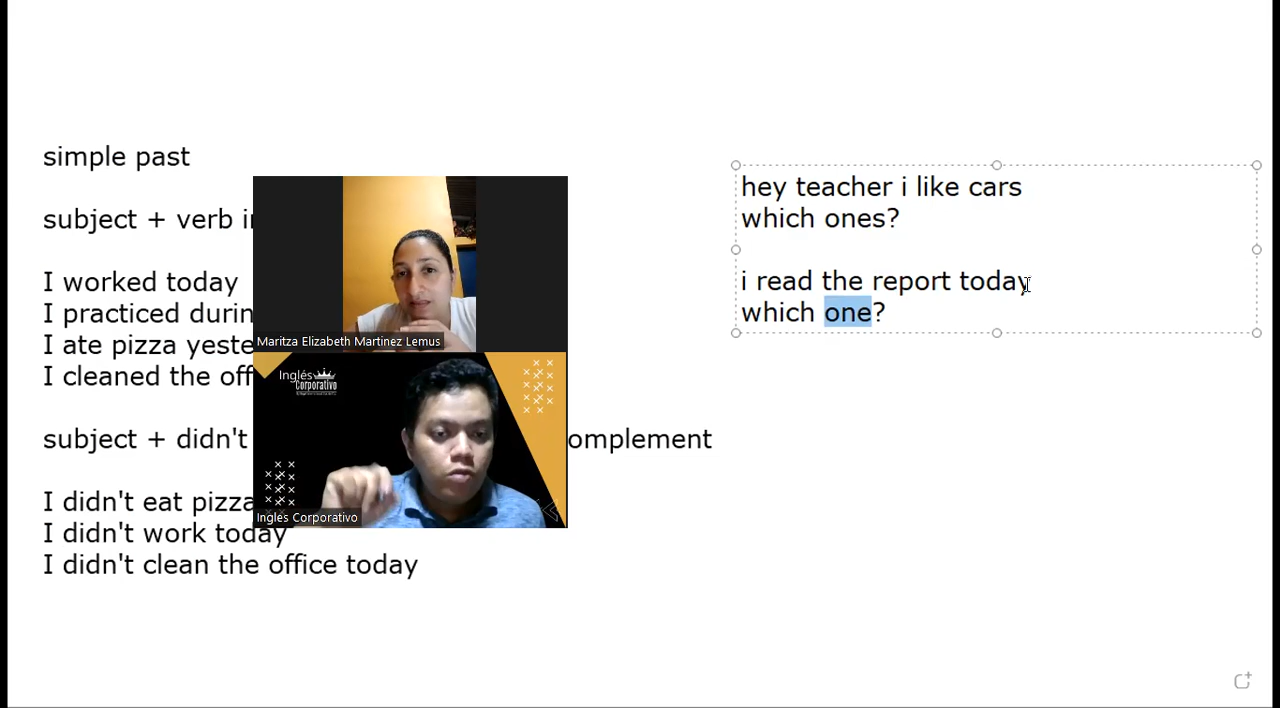 simple past
subject + verb i
I worked today
I practiced durin
I ate pizza yeste
I cleaned the off
subject + didn't
omplement
I didn't eat pizza
I didn't work today
I didn't clean the office today
Maritza Elizabeth Martinez Lemus
Inglés
Corporativo
Ingles Corporativo
hey teacher i like cars
which ones?
i read the report today
which one?